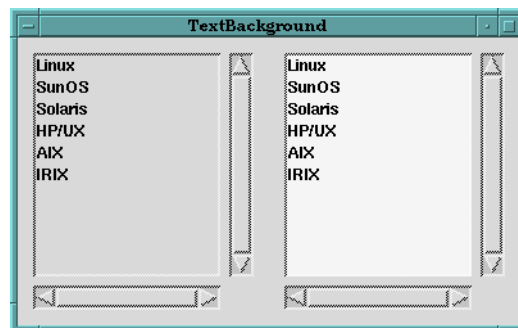 TextBackground
Linux
SunOS
Solaris
HP/UX
AIX
IRIX
Linux
SunOS
Solaris
HP/UX
AIX
IRIX